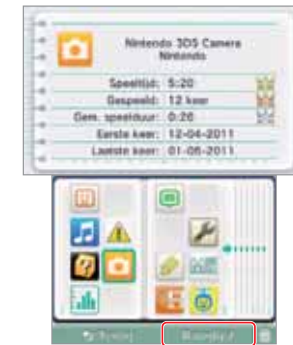 Nintendo 3DS Camera
Nintendo
Speeltijd: 5:20
Gespeeld: 12 keer
Gem. speelduur: 0:26
Eerste keer: 12-04-2011
Laatste keer: 01-06-2011